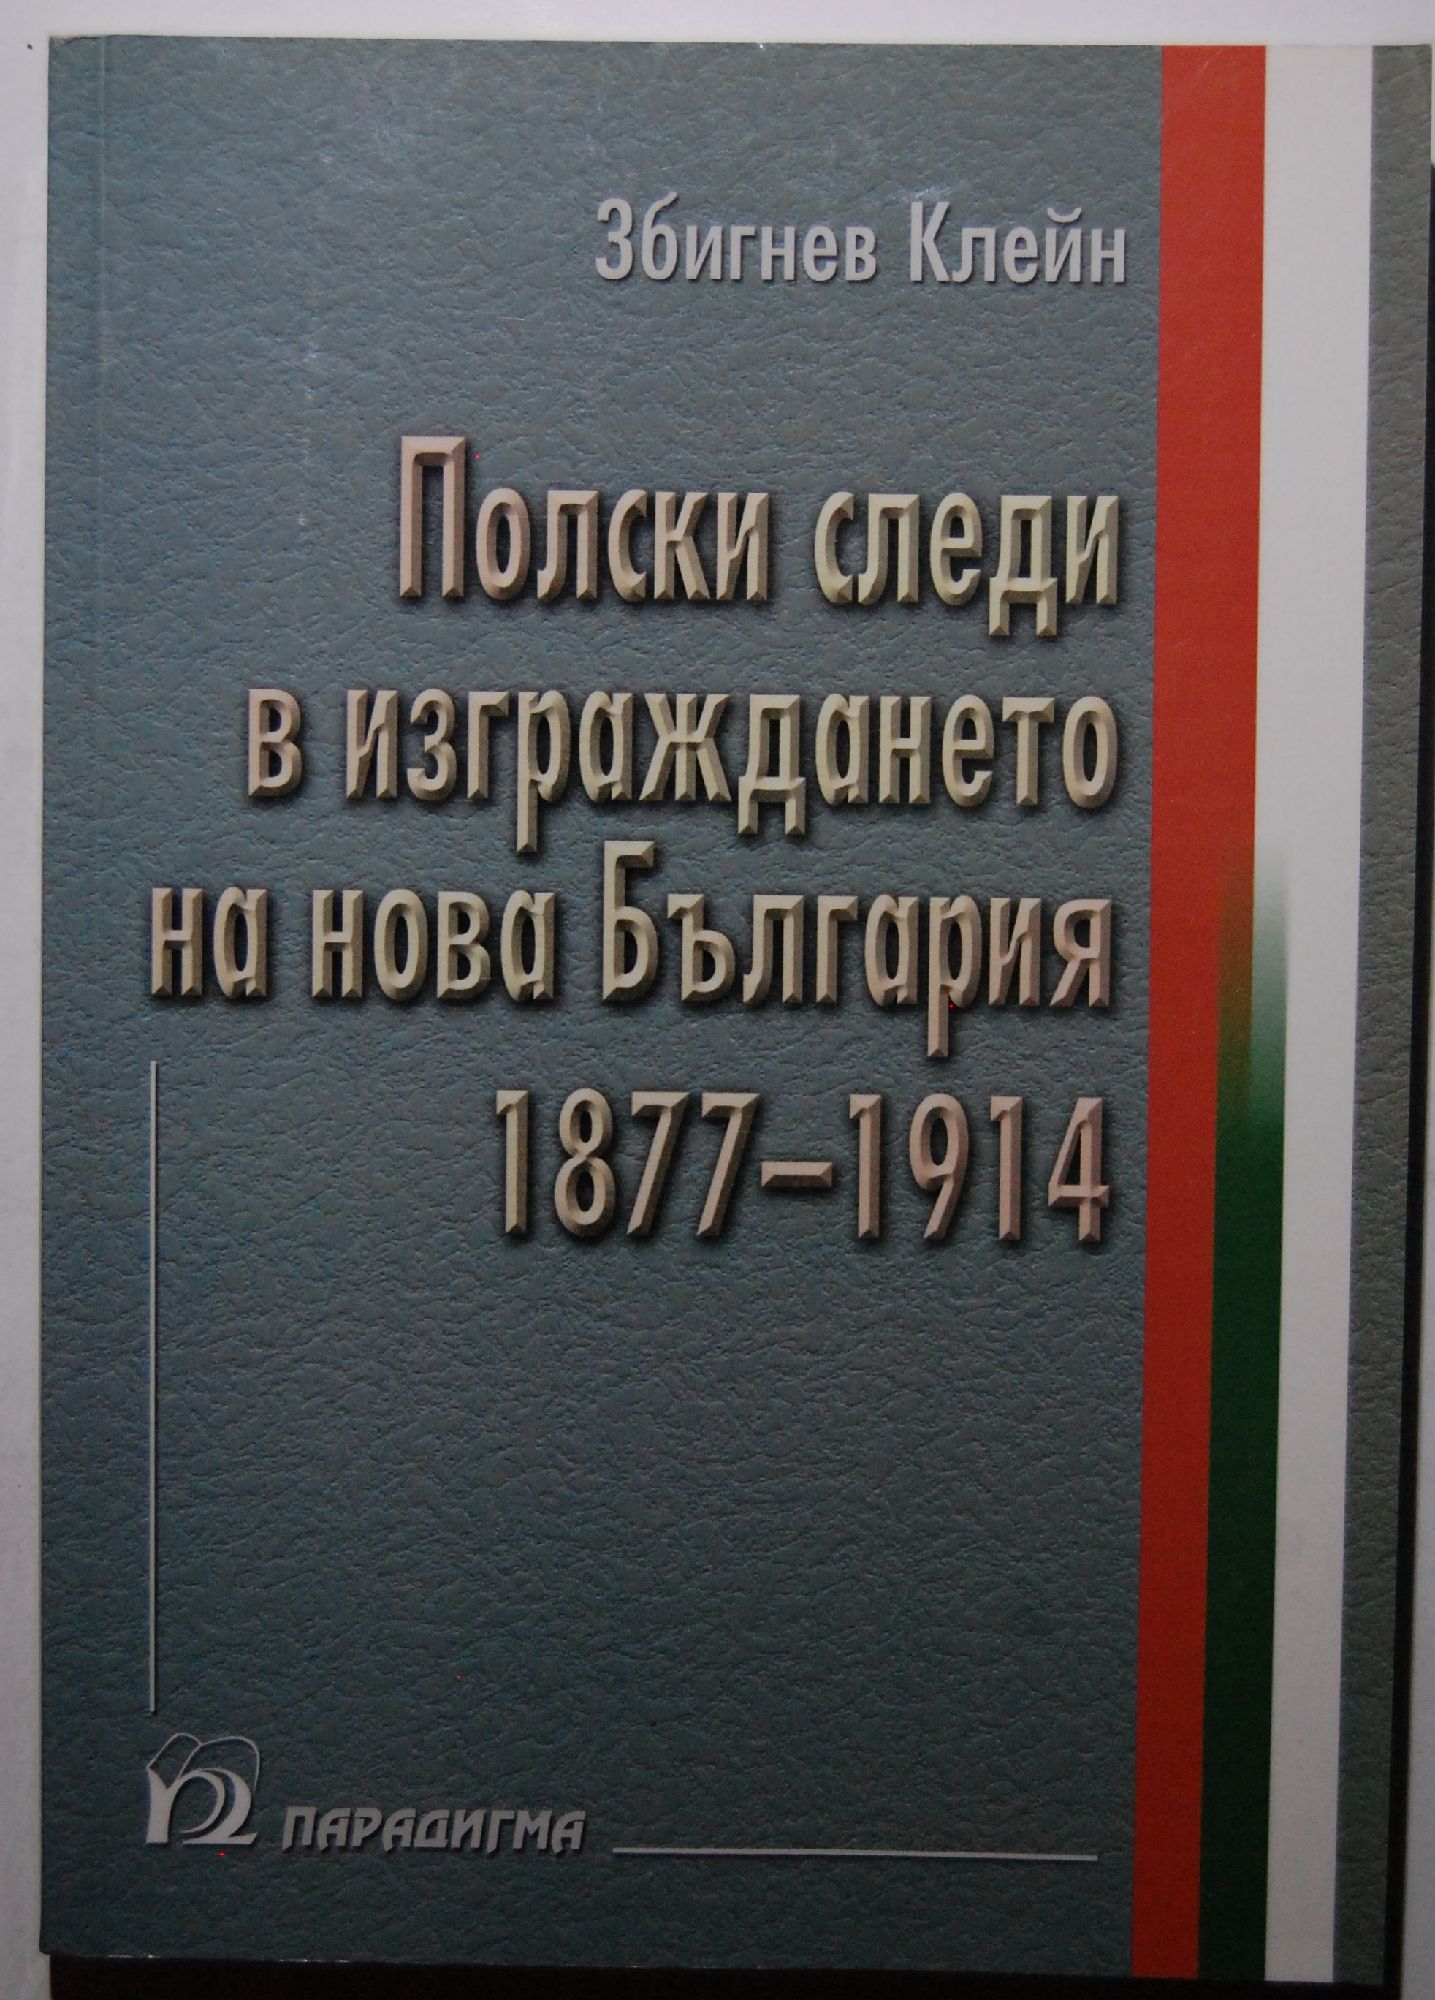 Збигнев Клейн
Полски следи
в изграждането
на нова България
1877–1914
ПАРАДИГМА